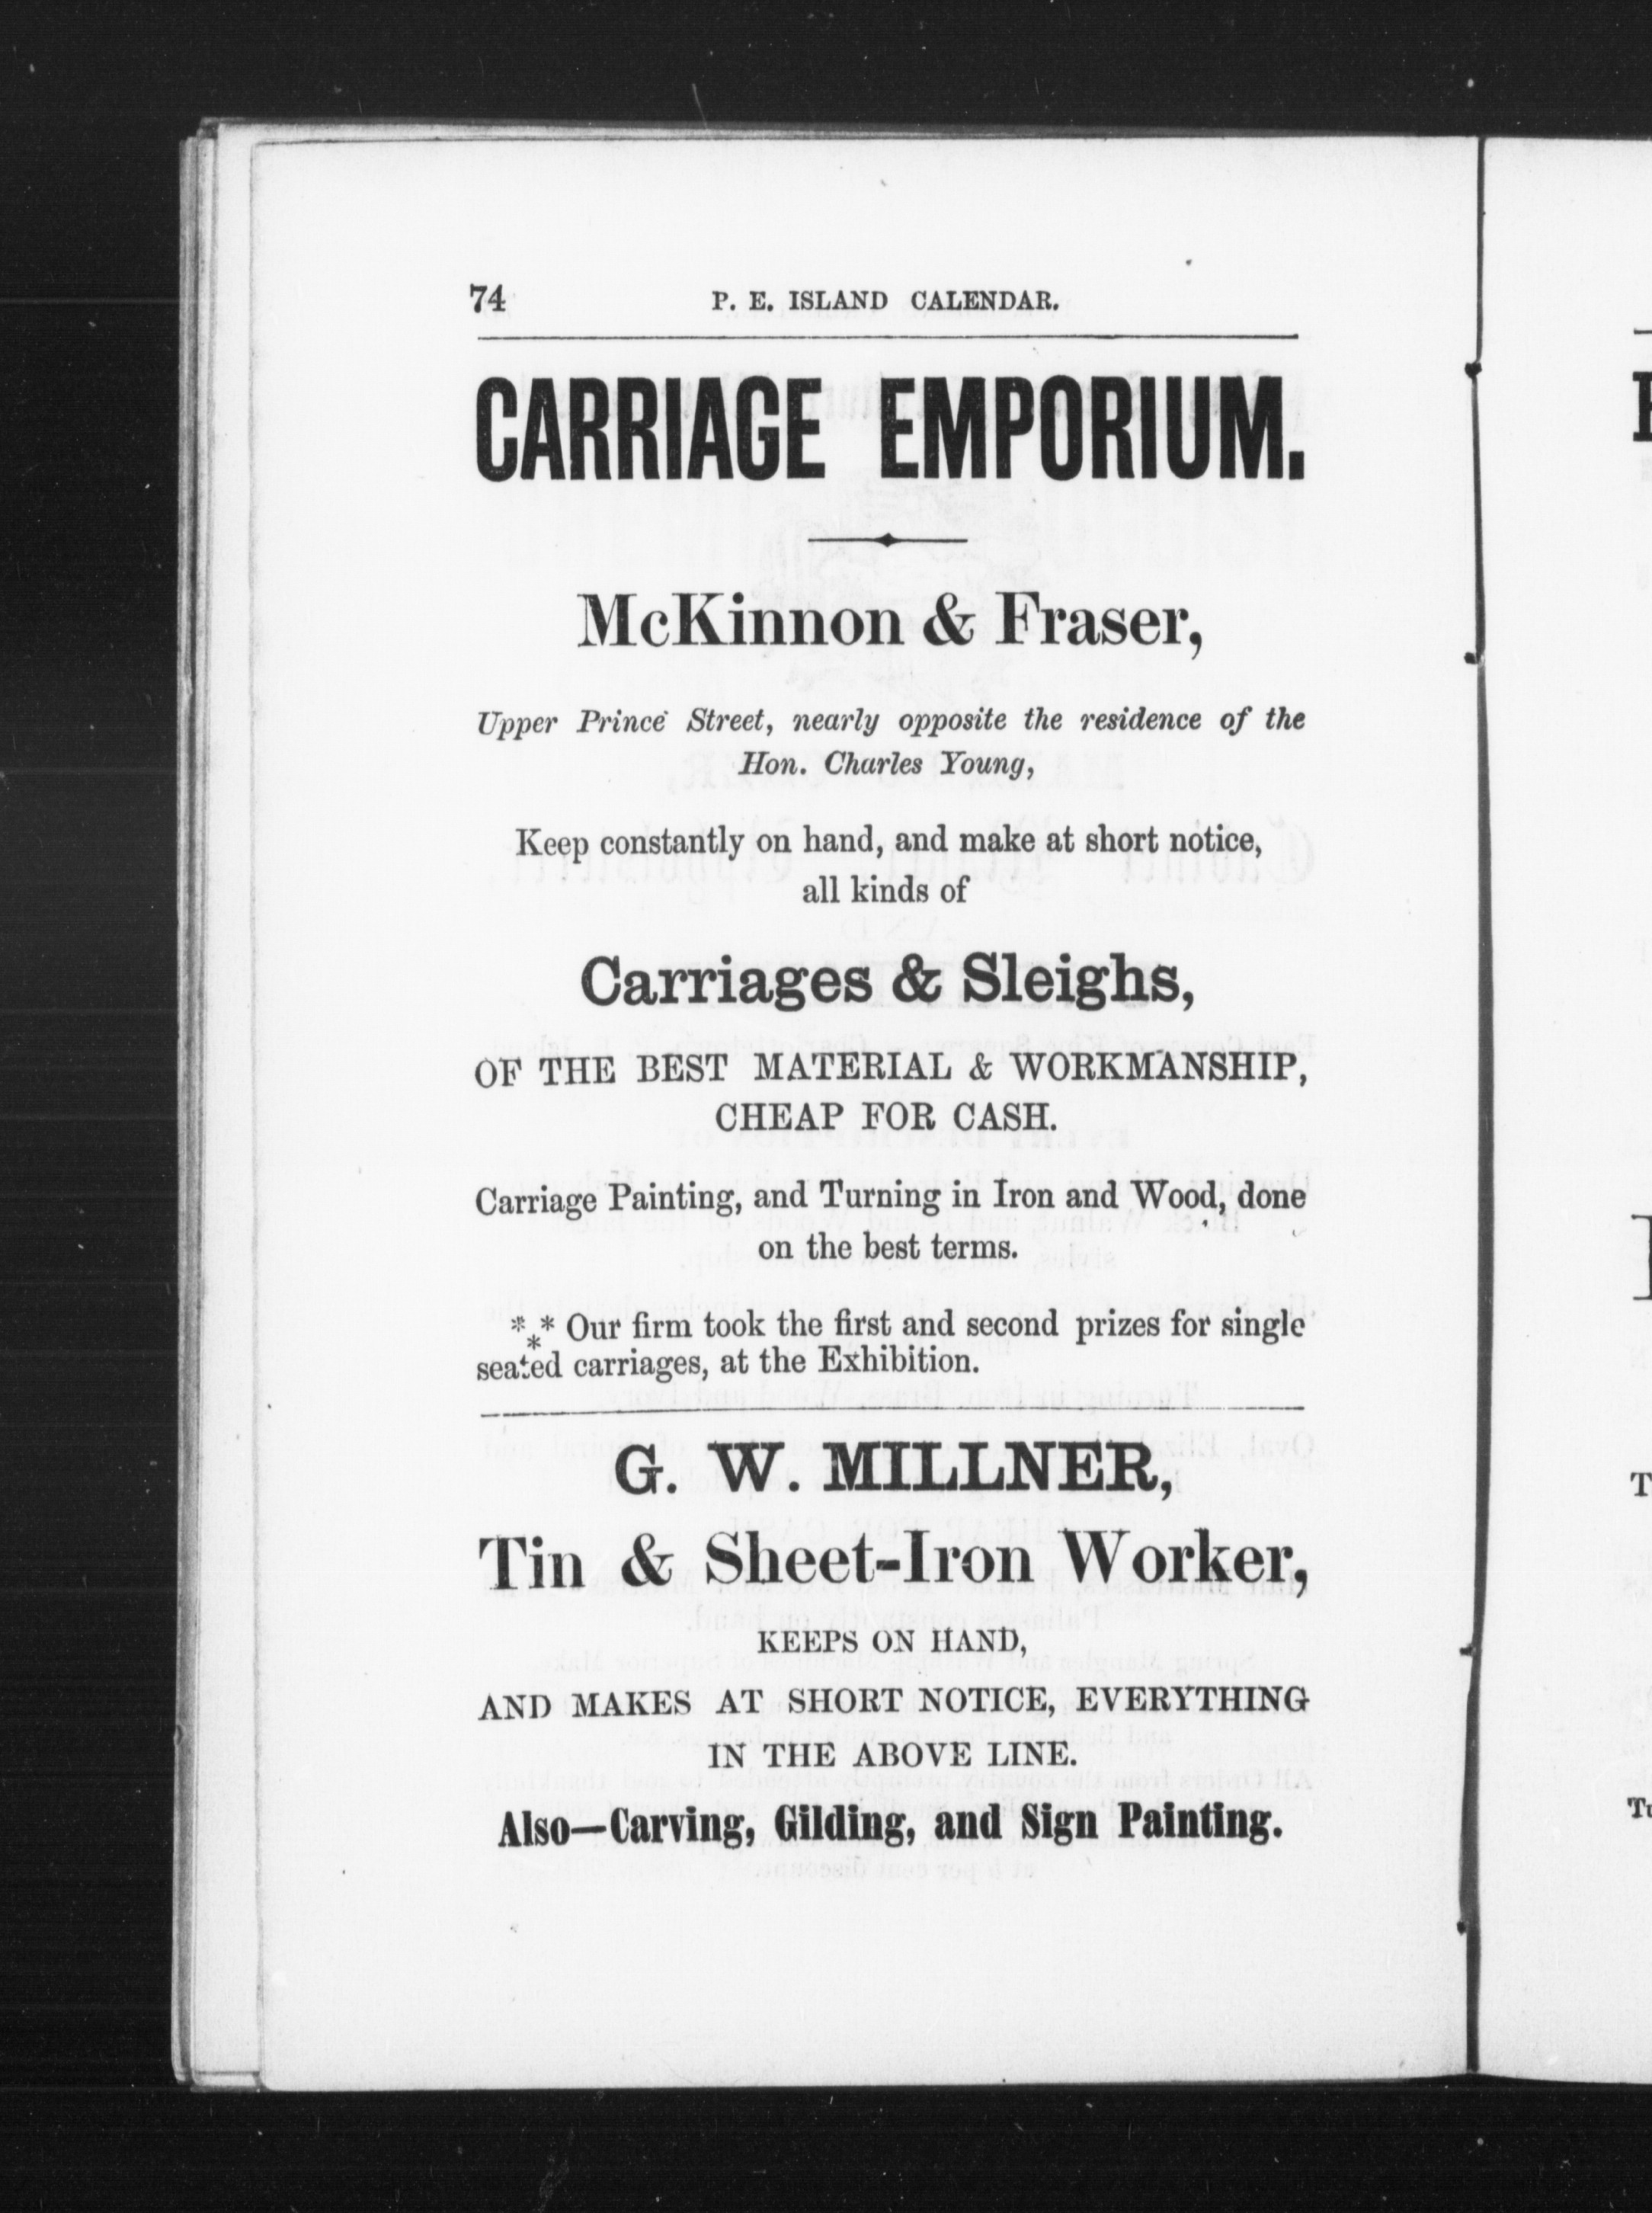 74 P. E. ISLAND CALENDAR.
CARRIAGE EMPORIUM.
McKinnon & Fraser,
Upper Prince Street, nearly opposite the residence of the
Hon. Charles Young,
Keep constantly on hand, and make at short notice,
all kinds of
Carriages & Sleighs,
OF THE BEST MATERIAL & WORKMANSHIP,
CHEAP FOR CASH.
Carriage Painting, and Turning in Iron and Wood, done
on the best terms.
*** Our firm took the first and second prizes for single
seated carriages, at the Exhibition.
G. W. MILLNER,
Tin & Sheet-Iron Worker,
KEEPS ON HAND,
AND MAKES AT SHORT NOTICE, EVERYTHING
IN THE ABOVE LINE.
Also—Carving, Gilding, and Sign Painting.